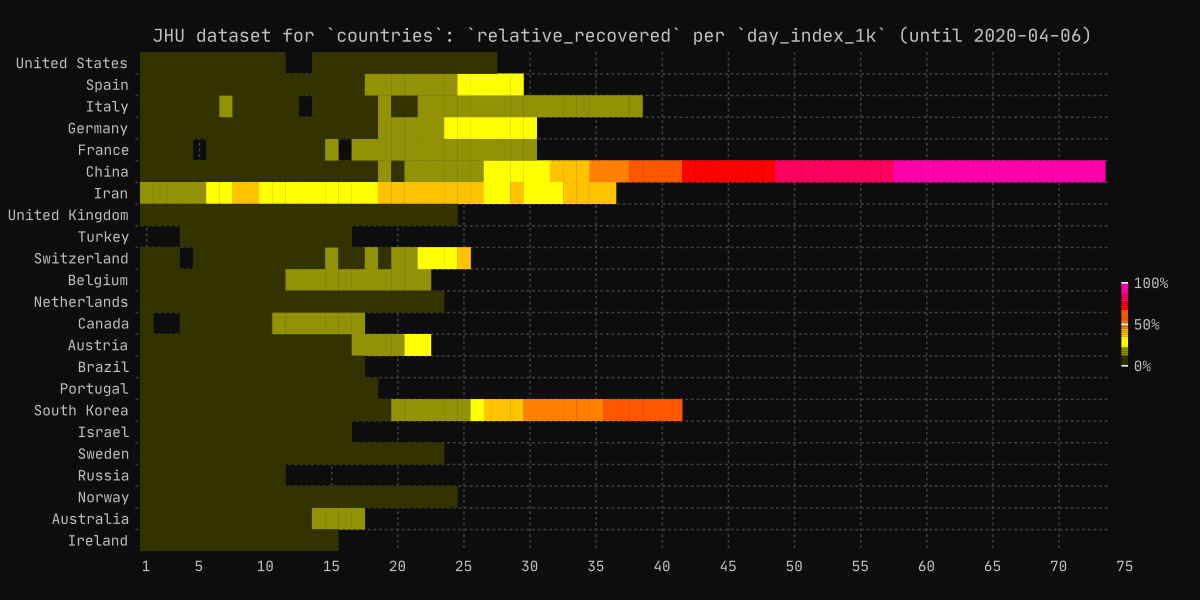 JHU dataset for `countries`: `relative_recovered` per `day_index_1k` (until 2020-04-06)
United States
Spain
Italy
Germany
France
China
Iran
United Kingdom
Turkey
Switzerland
Belgium
Netherlands
Canada
Austria
Brazil
Portugal
South Korea
Israel
Sweden
Russia
Norway
Australia
Ireland
100%
50%
0%
1 5 10 15 20 25 30 35 40 45 50 55 60 65 70 75